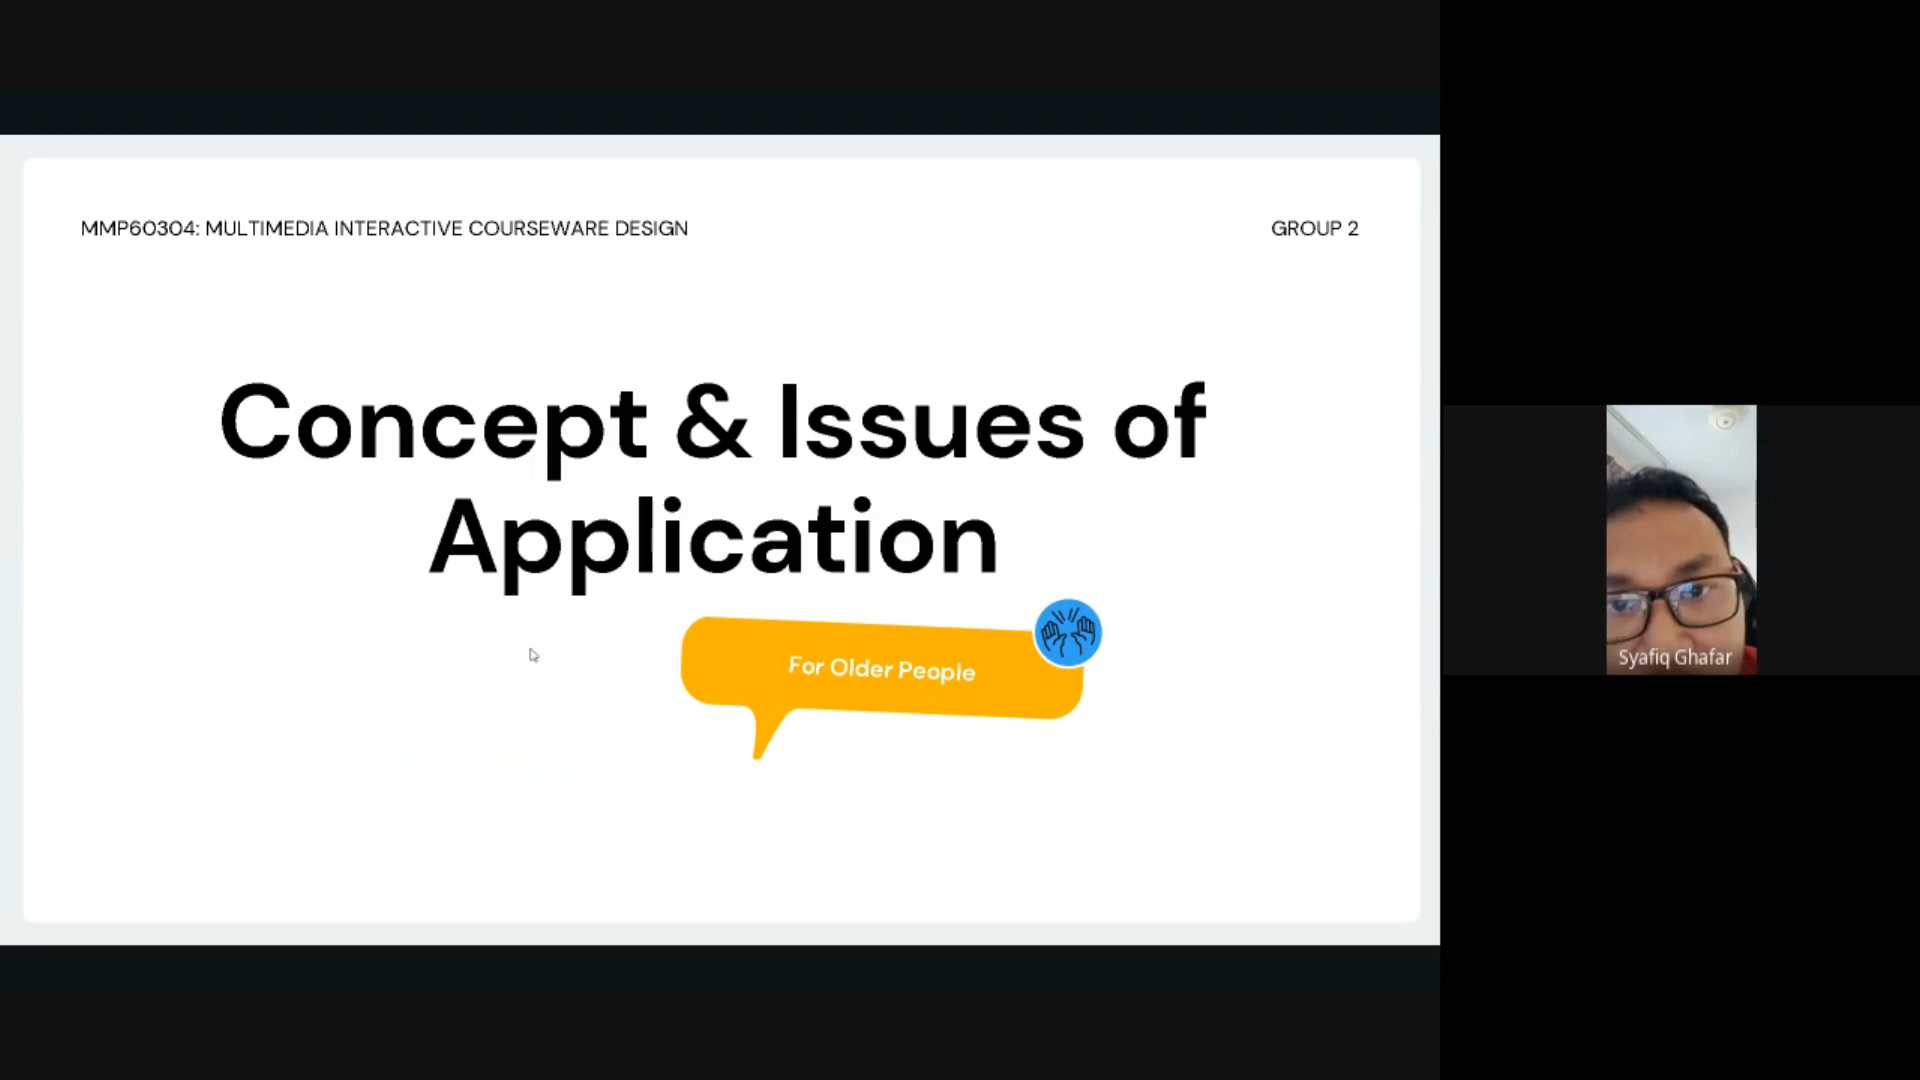 MMP60304: MULTIMEDIA INTERACTIVE COURSEWARE DESIGN
GROUP 2
Concept & Issues of
Application
For Older People
Syafiq Ghafar